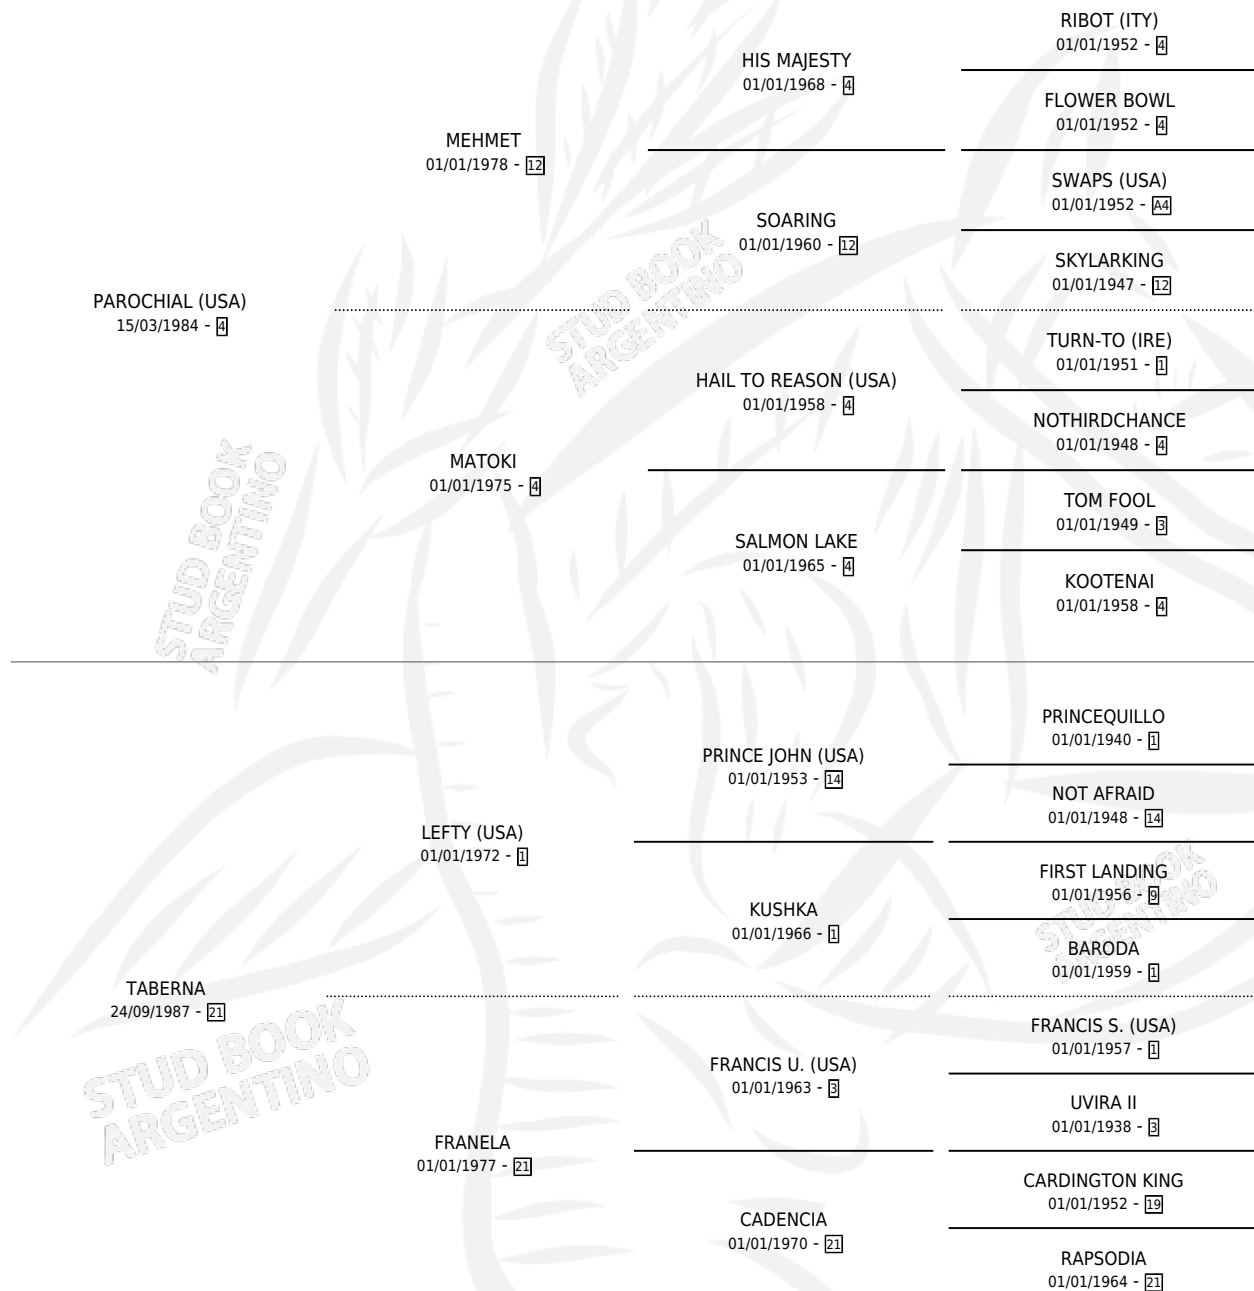 RIBOT (ITY)
01/01/1952 - 4
HIS MAJESTY
01/01/1968 - 4
FLOWER BOWL
01/01/1952 - 4
MEHMET
01/01/1978 - 12
SWAPS (USA)
01/01/1952 - A4
SOARING
01/01/1960 - 12
SKYLARKING
01/01/1947 - 12
PAROCHIAL (USA)
15/03/1984 - 4
TURN-TO (IRE)
01/01/1951 - 1
HAIL TO REASON (USA)
01/01/1958 - 4
NOTHIRDCHANCE
01/01/1948 - 4
MATOKI
01/01/1975 - 4
TOM FOOL
01/01/1949 - 3
SALMON LAKE
01/01/1965 - 4
KOOTENAI
01/01/1958 - 4
PRINCEQUILLO
01/01/1940 - 1
PRINCE JOHN (USA)
01/01/1953 - 14
NOT AFRAID
01/01/1948 - 14
LEFTY (USA)
01/01/1972 - 1
FIRST LANDING
01/01/1956 - 9
KUSHKA
01/01/1966 - 1
BARODA
01/01/1959 - 1
TABERNA
24/09/1987 - 21
FRANCIS S. (USA)
01/01/1957 - 1
FRANCIS U. (USA)
01/01/1963 - 3
UVIRA II
01/01/1938 - 3
FRANELA
01/01/1977 - 21
CARDINGTON KING
01/01/1952 - 19
CADENCIA
01/01/1970 - 21
RAPSODIA
01/01/1964 - 21
STUD BOOK
ARGENTINO
STUD BOOK
ARGENTINO
STUD BOOK
ARGENTINO
STUD BOOK
ARGENTINO